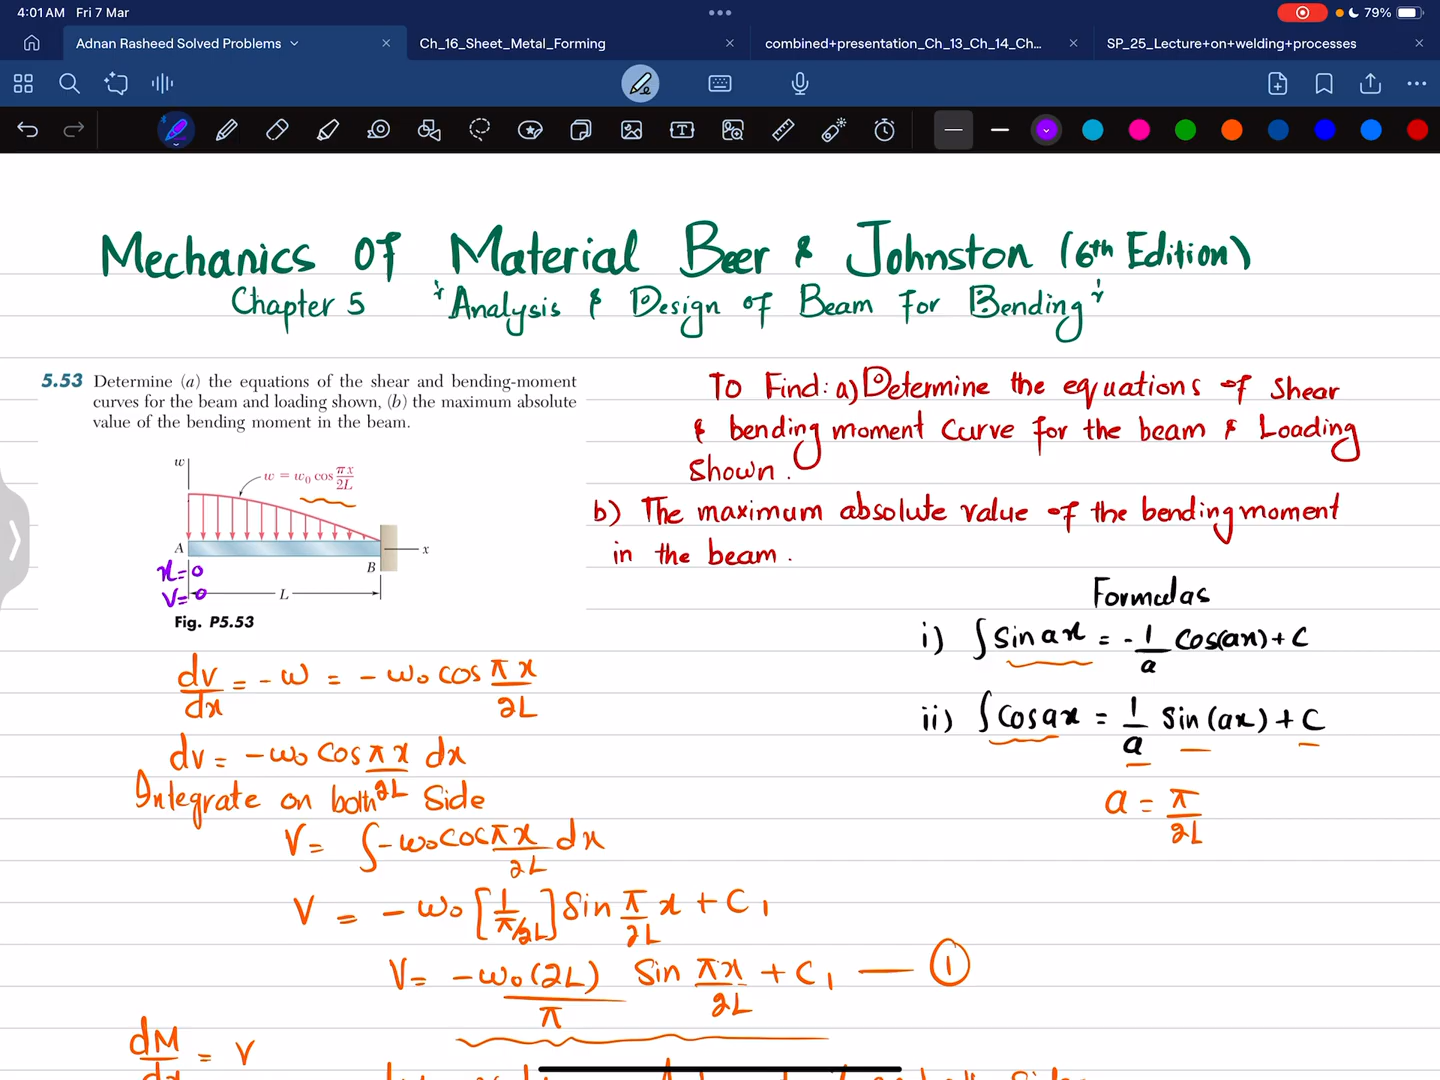 4:01 AM Fri 7 Mar
79%
Adnan Rasheed Solved Problems
Ch_16_Sheet_Metal_Forming
combined+presentation_Ch_13_Ch_14_Ch...
SP_25_Lecture+on+welding+processes
Mechanics Of Material Beer & Johnston (6th Edition)
Chapter 5 "Analysis & Design of Beam for Bending"
5.53 Determine (a) the equations of the shear and bending-moment
curves for the beam and loading shown, (b) the maximum absolute
value of the bending moment in the beam.
w
w = w₀ cos πx/2L
A
B
x
x=0
V=0
L
Fig. P5.53
To Find: a) Determine the equations of Shear
& bending moment Curve for the beam & Loading
Shown.
b) The maximum absolute value of the bending moment
in the beam.
Formulas
i) ∫ Sin ax = -1/a Cos(ax) + C
ii) ∫ Cos ax = 1/a Sin(ax) + C
a = π/2L
dv/dx = -w = -w₀ cos πx/2L
dv = -w₀ cos πx/2L dx
Integrate on both Side
V = ∫ -w₀ cos πx/2L dx
V = -w₀ [1/π/2L] Sin π/2L x + C₁
V = -w₀(2L)/π Sin πx/2L + C₁ — ①
dM/dx = V